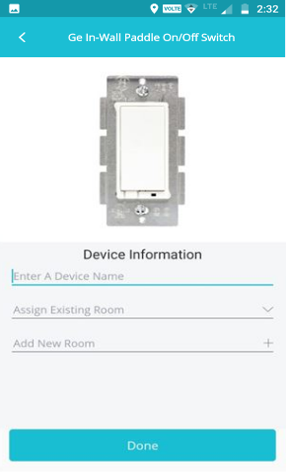 VOLTE LTE 2:32
Ge In-Wall Paddle On/Off Switch
Device Information
Enter A Device Name
Assign Existing Room
Add New Room
Done